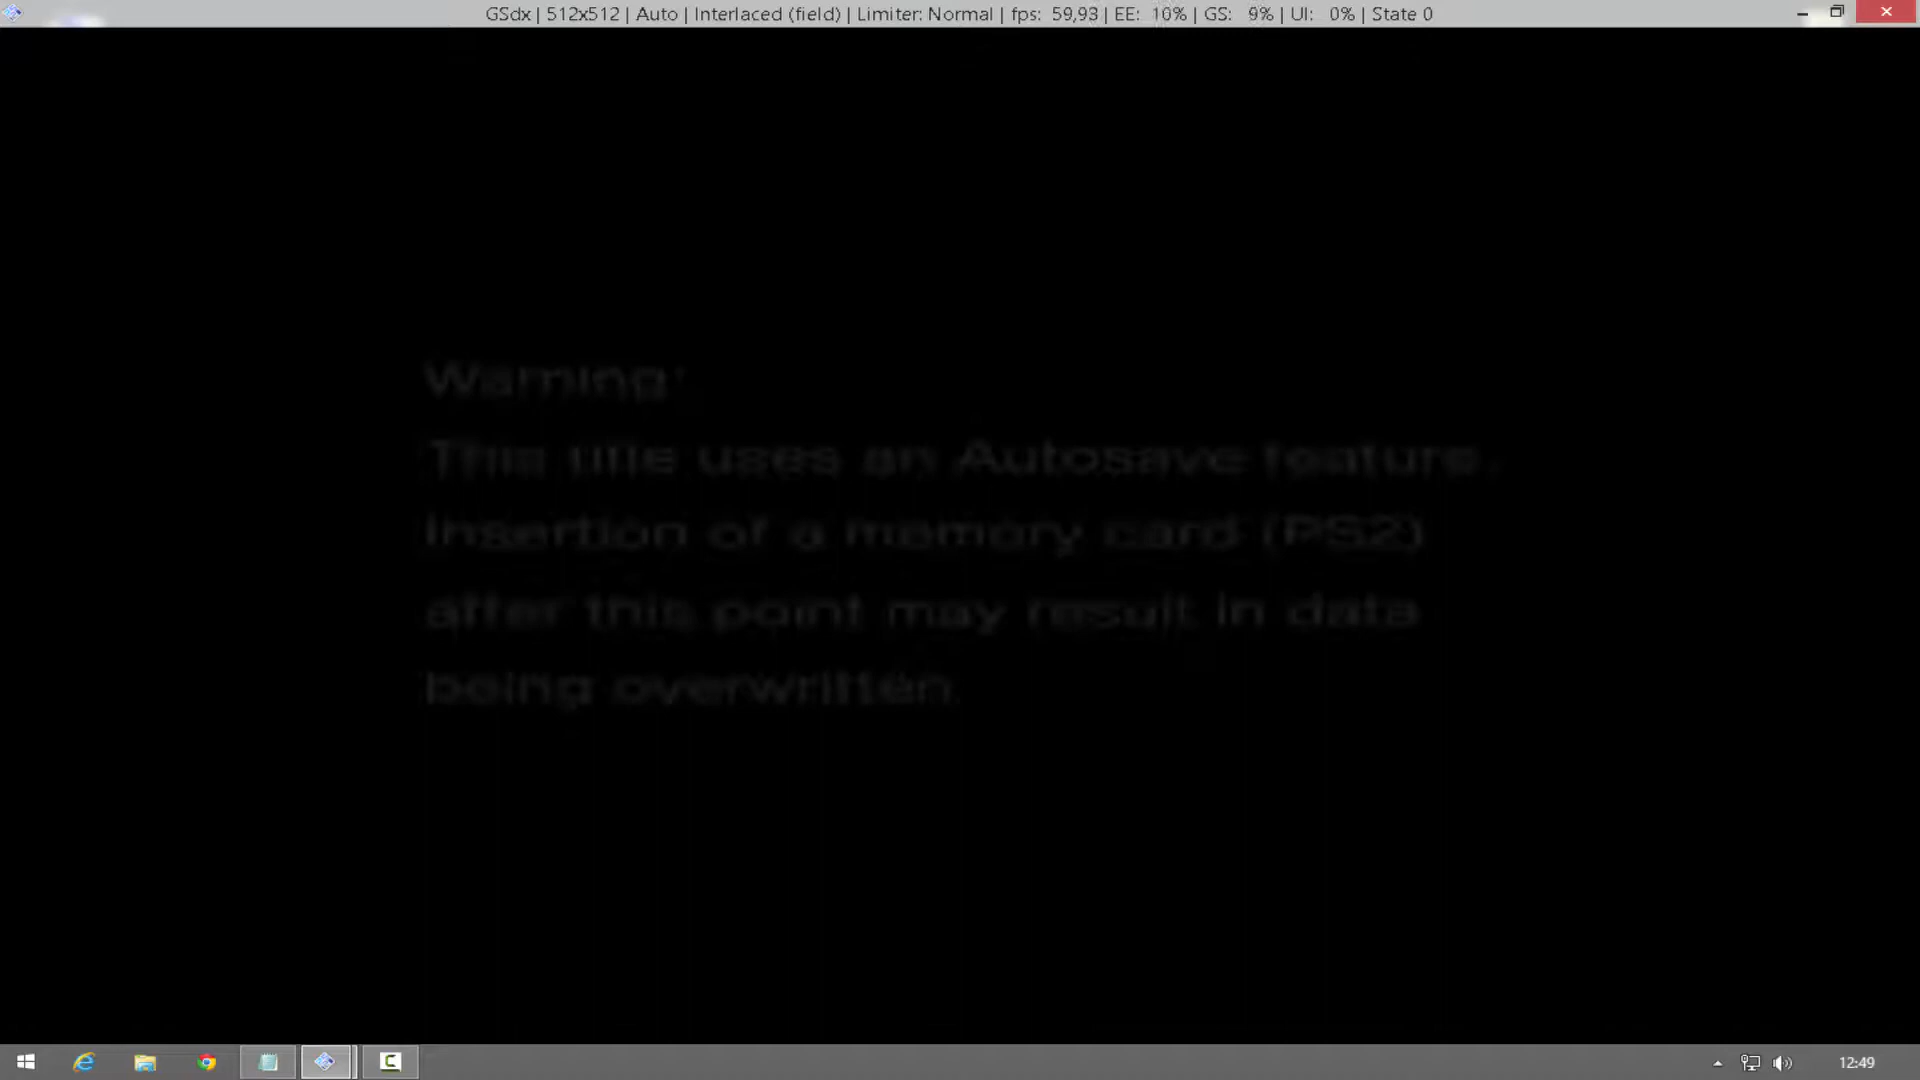 GSdx | 512x512 | Auto | Interlaced (field) | Limiter: Normal | fps: 59,93 | EE: 10% | GS: 9% | UI: 0% | State 0
Warning:
This title uses an Autosave feature.
Insertion of a memory card (PS2)
after this point may result in data
being overwritten.
12:49